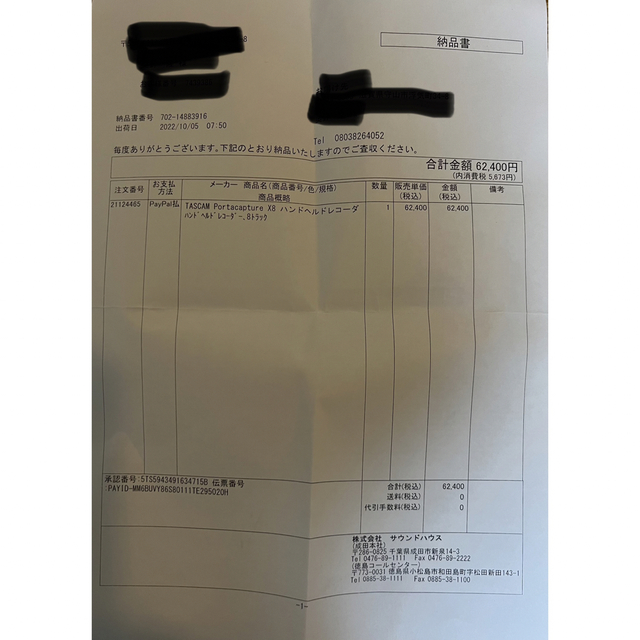 納品書
納品書番号 702-14883916
出荷日 2022/10/05 07:50
Tel 08038264052
毎度ありがとうございます。下記のとおり納品いたしますのでご査収ください。
合計金額 62,400円
(内消費税 5,673円)
注文番号 お支払方法 メーカー 商品名(商品番号/色/規格) 商品概略 数量 販売単価(税込) 金額(税込) 備考
21124465 PayPal払 TASCAM Portacapture X8 ハンドヘルドレコーダ 1 62,400 62,400
ﾊﾝﾄﾞﾍﾙﾄﾞﾚｺｰﾀﾞｰ、8ﾄﾗｯｸ
承認番号:5TS5943491634715B 伝票番号
:PAYID-MM6BUVYB6S80111TE295020H
合計(税込) 62,400
送料(税込) 0
代引手数料(税込) 0
株式会社 サウンドハウス
(成田本社)
〒286-0825 千葉県成田市新泉14-3
Tel 0476-89-1111 Fax 0476-89-2222
(徳島コールセンター)
〒773-0031 徳島県小松島市和田島町字松田新田143-1
Tel 0885-38-1111 Fax 0885-38-1100
-1-